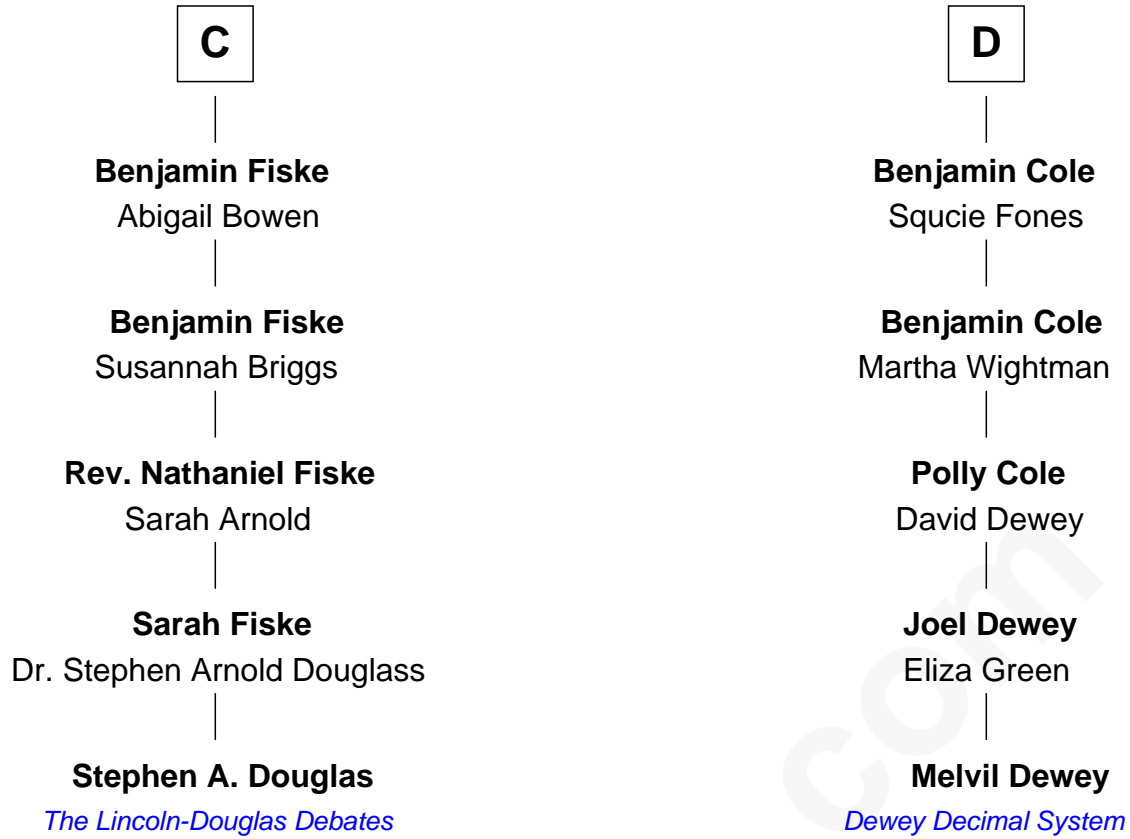 C
Benjamin Fiske
Abigail Bowen
Benjamin Fiske
Susannah Briggs
Rev. Nathaniel Fiske
Sarah Arnold
Sarah Fiske
Dr. Stephen Arnold Douglass
Stephen A. Douglas
The Lincoln-Douglas Debates
D
Benjamin Cole
Squcie Fones
Benjamin Cole
Martha Wightman
Polly Cole
David Dewey
Joel Dewey
Eliza Green
Melvil Dewey
Dewey Decimal System
com